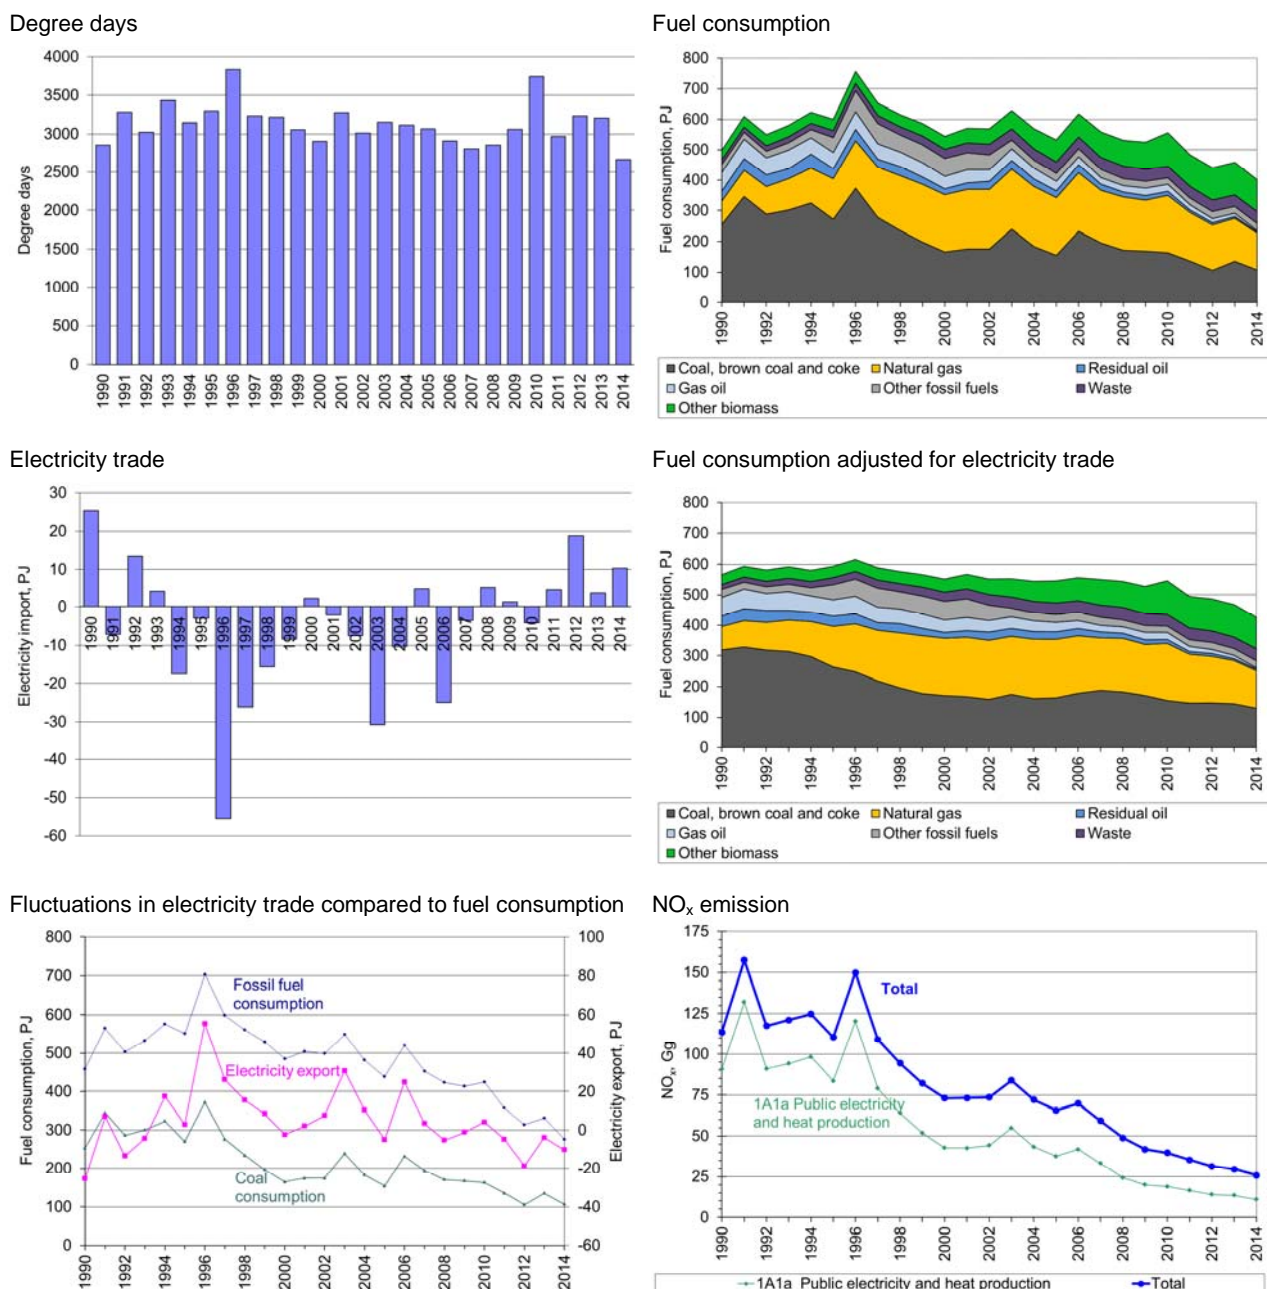 Degree days
4000
3500
3000
2500
2000
1500
1000
500
0
Degree days
1990 1991 1992 1993 1994 1995 1996 1997 1998 1999 2000 2001 2002 2003 2004 2005 2006 2007 2008 2009 2010 2011 2012 2013 2014
Fuel consumption
800
700
600
500
400
300
200
100
0
Fuel consumption, PJ
1990 1992 1994 1996 1998 2000 2002 2004 2006 2008 2010 2012 2014
Coal, brown coal and coke Natural gas Residual oil
Gas oil Other fossil fuels Waste
Other biomass
Electricity trade
30
20
10
0
-10
-20
-30
-40
-50
-60
Electricity import, PJ
1990 1991 1992 1993 1994 1995 1996 1997 1998 1999 2000 2001 2002 2003 2004 2005 2006 2007 2008 2009 2010 2011 2012 2013 2014
Fuel consumption adjusted for electricity trade
800
700
600
500
400
300
200
100
0
Fuel consumption, PJ
1990 1992 1994 1996 1998 2000 2002 2004 2006 2008 2010 2012 2014
Coal, brown coal and coke Natural gas Residual oil
Gas oil Other fossil fuels Waste
Other biomass
Fluctuations in electricity trade compared to fuel consumption
800
700
600
500
400
300
200
100
0
Fuel consumption, PJ
Fossil fuel
consumption
Electricity export
Coal
consumption
100
80
60
40
20
0
-20
-40
-60
Electricity export, PJ
1990 1992 1994 1996 1998 2000 2002 2004 2006 2008 2010 2012 2014
NOx emission
175
150
125
100
75
50
25
0
NOx, Gg
Total
1A1a Public electricity
and heat production
1990 1992 1994 1996 1998 2000 2002 2004 2006 2008 2010 2012 2014
1A1a Public electricity and heat production Total